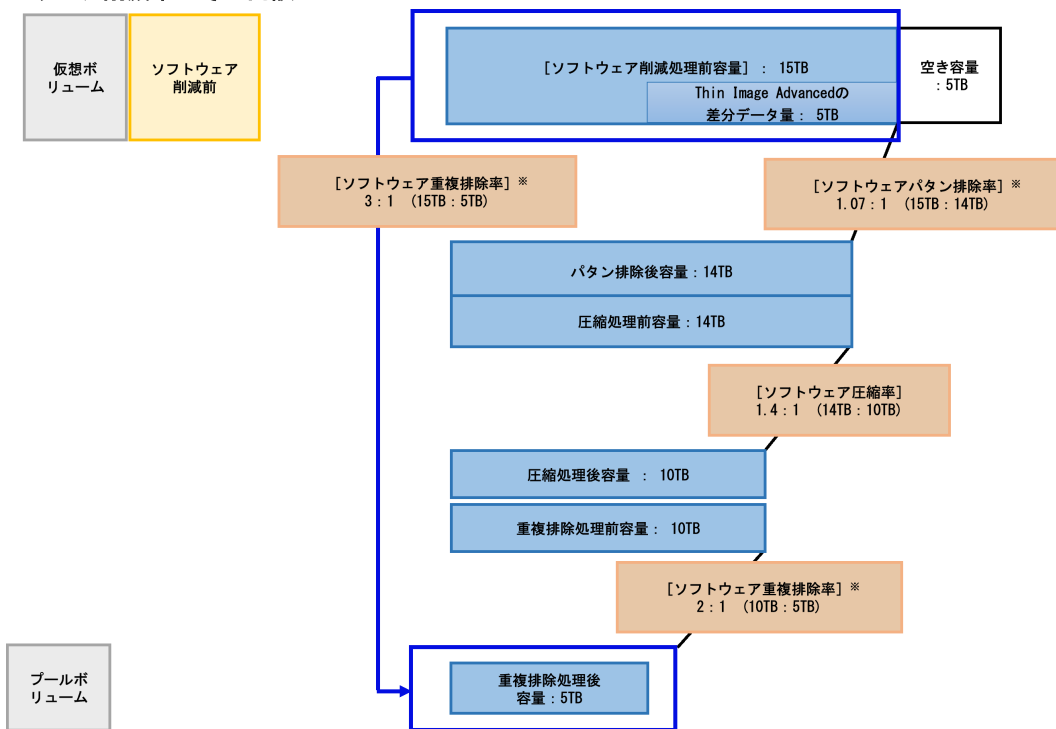 仮想ボ
リューム
ソフトウェア
削減前
[ソフトウェア削減処理前容量] : 15TB
Thin Image Advancedの
差分データ量: 5TB
空き容量
: 5TB
[ソフトウェア重複排除率] ※
3:1 (15TB:5TB)
[ソフトウェアパタン排除率] ※
1.07:1 (15TB:14TB)
パタン排除後容量:14TB
圧縮処理前容量:14TB
[ソフトウェア圧縮率]
1.4:1 (14TB:10TB)
圧縮処理後容量 : 10TB
重複排除処理前容量: 10TB
[ソフトウェア重複排除率] ※
2:1 (10TB:5TB)
プールボ
リューム
重複排除処理後
容量:5TB